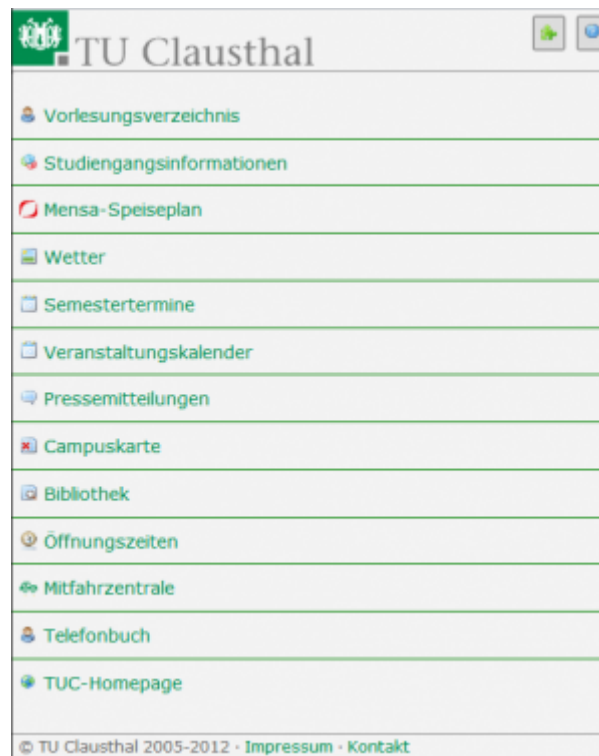 TU Clausthal
Vorlesungsverzeichnis
Studiengangsinformationen
Mensa-Speiseplan
Wetter
Semestertermine
Veranstaltungskalender
Pressemitteilungen
Campuskarte
Bibliothek
Öffnungszeiten
Mitfahrzentrale
Telefonbuch
TUC-Homepage
© TU Clausthal 2005-2012 · Impressum · Kontakt